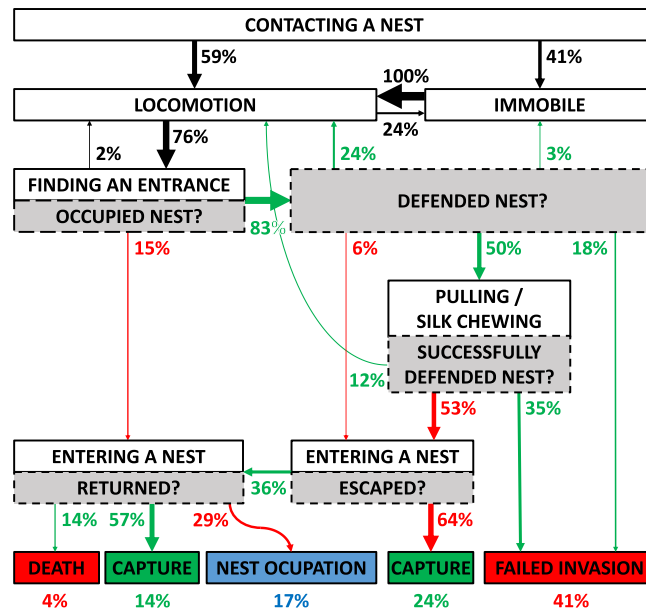 CONTACTING A NEST
59%
41%
100%
LOCOMOTION
IMMOBILE
24%
76%
2%
24%
3%
FINDING AN ENTRANCE
OCCUPIED NEST?
DEFENDED NEST?
83%
15%
6%
50%
18%
PULLING /
SILK CHEWING
SUCCESSFULLY
DEFENDED NEST?
12%
53%
35%
ENTERING A NEST
RETURNED?
ENTERING A NEST
ESCAPED?
36%
14%
57%
29%
64%
DEATH
CAPTURE
NEST OCUPATION
CAPTURE
FAILED INVASION
4%
14%
17%
24%
41%